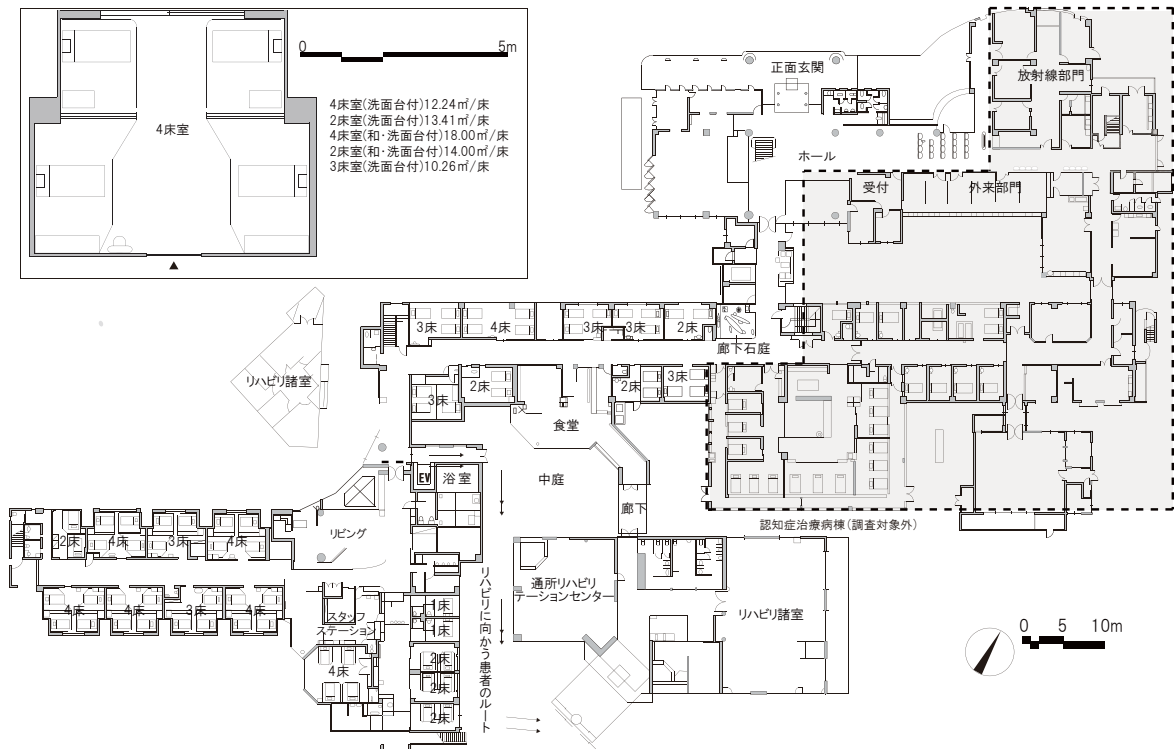 0 5m
4床室
4床室(洗面台付)12.24㎡/床
2床室(洗面台付)13.41㎡/床
4床室(和・洗面台付)18.00㎡/床
2床室(和・洗面台付)14.00㎡/床
3床室(洗面台付)10.26㎡/床
正面玄関
放射線部門
ホール
受付
外来部門
3床
4床
3床
3床
2床
廊下石庭
リハビリ諸室
3床
2床
食堂
2床
3床
EV
浴室
中庭
廊下
認知症治療病棟(調査対象外)
2床
4床
3床
4床
リビング
4床
4床
3床
4床
スタッフ
ステーション
4床
1床
1床
2床
2床
2床
リハビリに向かう患者のルート
通所リハビリ
テーションセンター
リハビリ諸室
0 5 10m